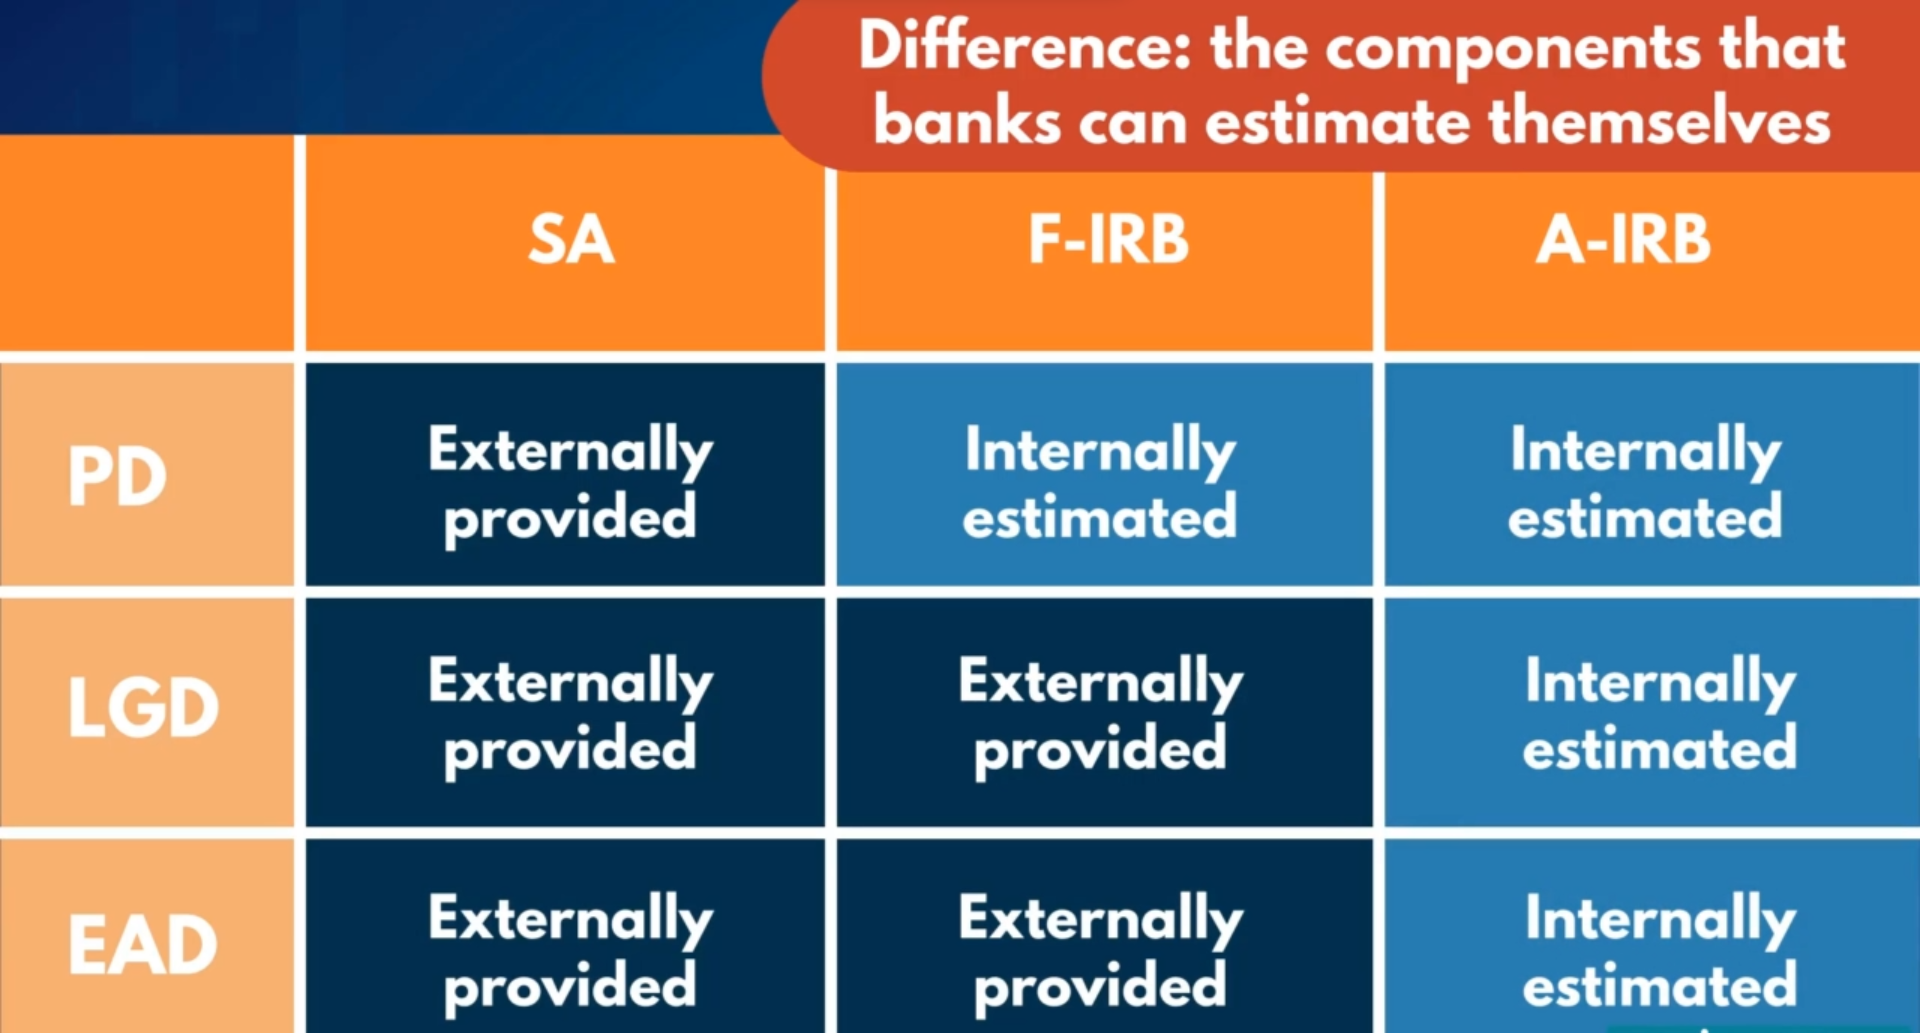 Difference: the components that
banks can estimate themselves
SA
F-IRB
A-IRB
PD
Externally
provided
Internally
estimated
Internally
estimated
LGD
Externally
provided
Externally
provided
Internally
estimated
EAD
Externally
provided
Externally
provided
Internally
estimated